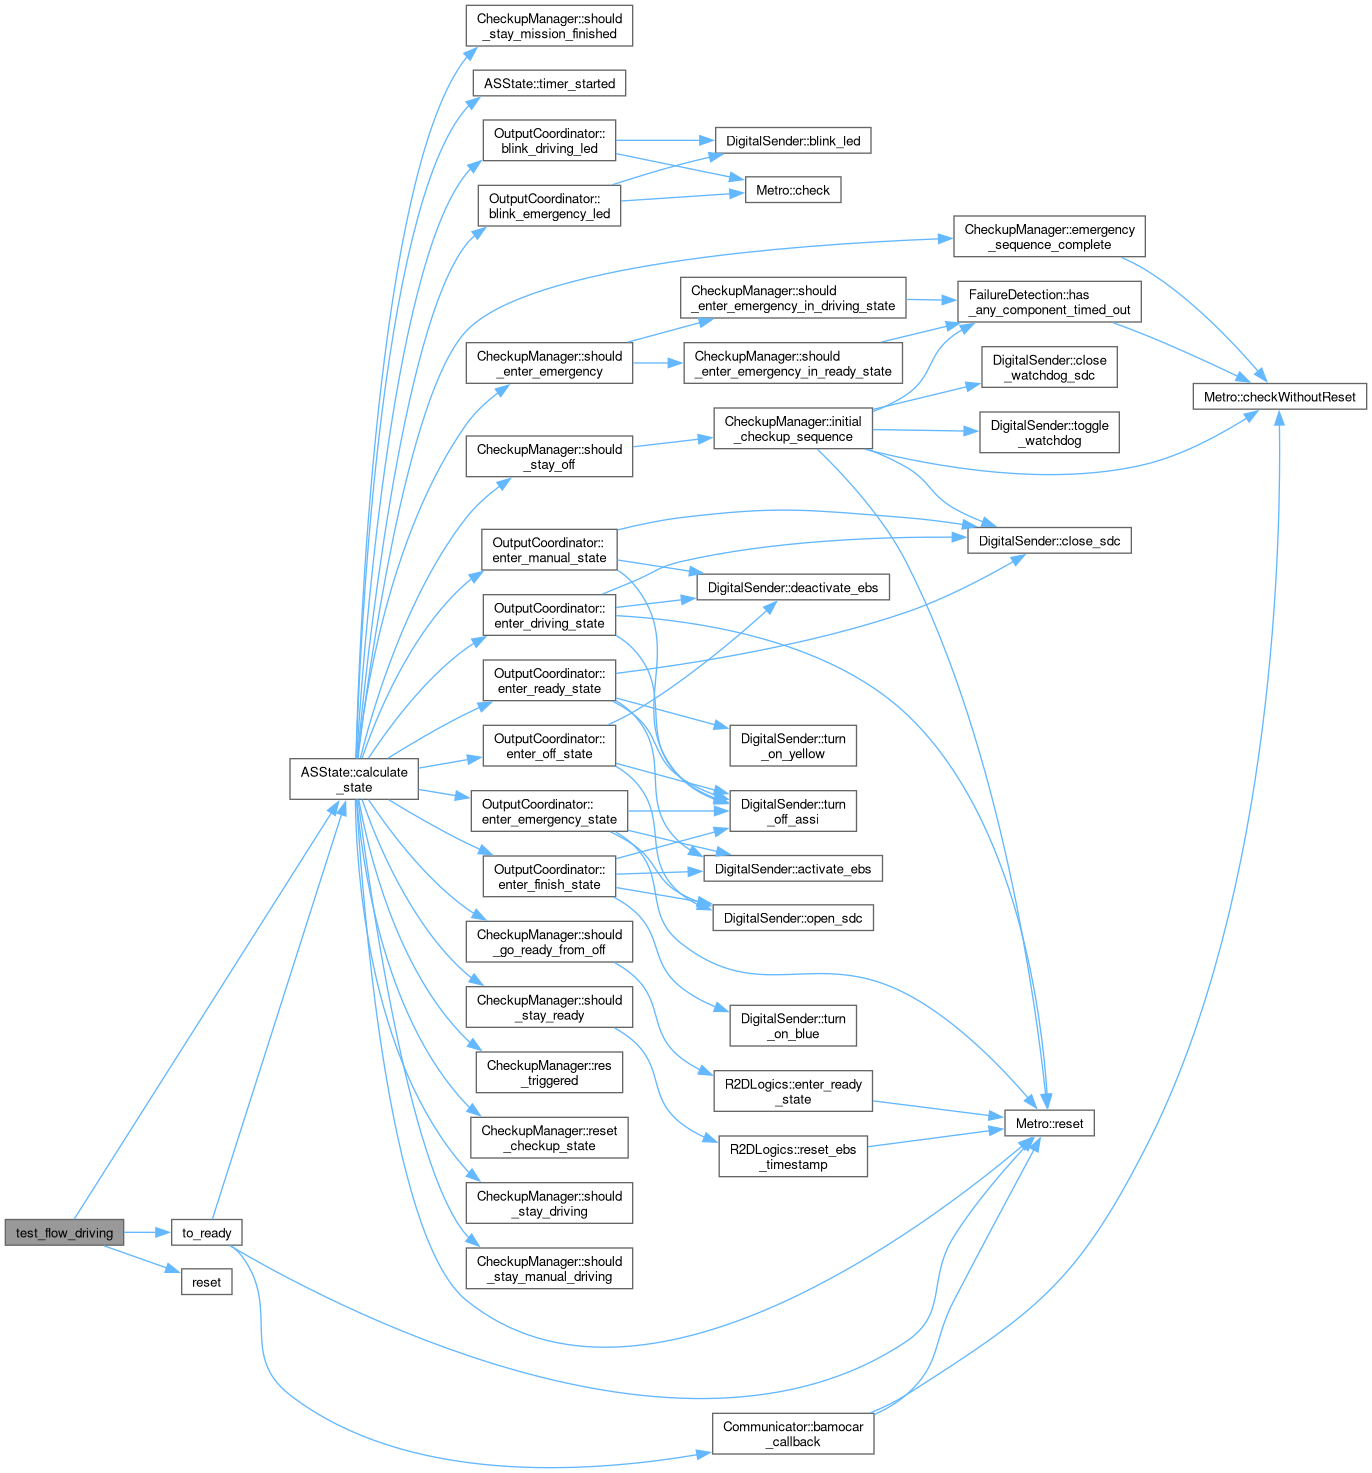 CheckupManager::should
_stay_mission_finished
ASState::timer_started
OutputCoordinator::
blink_driving_led
DigitalSender::blink_led
Metro::check
OutputCoordinator::
blink_emergency_led
CheckupManager::emergency
_sequence_complete
CheckupManager::should
_enter_emergency_in_driving_state
FailureDetection::has
_any_component_timed_out
CheckupManager::should
_enter_emergency
CheckupManager::should
_enter_emergency_in_ready_state
DigitalSender::close
_watchdog_sdc
Metro::checkWithoutReset
CheckupManager::initial
_checkup_sequence
DigitalSender::toggle
_watchdog
CheckupManager::should
_stay_off
OutputCoordinator::
enter_manual_state
DigitalSender::close_sdc
DigitalSender::deactivate_ebs
OutputCoordinator::
enter_driving_state
OutputCoordinator::
enter_ready_state
DigitalSender::turn
_on_yellow
OutputCoordinator::
enter_off_state
ASState::calculate
_state
OutputCoordinator::
enter_emergency_state
DigitalSender::turn
_off_assi
OutputCoordinator::
enter_finish_state
DigitalSender::activate_ebs
DigitalSender::open_sdc
CheckupManager::should
_go_ready_from_off
CheckupManager::should
_stay_ready
DigitalSender::turn
_on_blue
CheckupManager::res
_triggered
R2DLogics::enter_ready
_state
Metro::reset
CheckupManager::reset
_checkup_state
R2DLogics::reset_ebs
_timestamp
CheckupManager::should
_stay_driving
test_flow_driving
to_ready
CheckupManager::should
_stay_manual_driving
reset
Communicator::bamocar
_callback